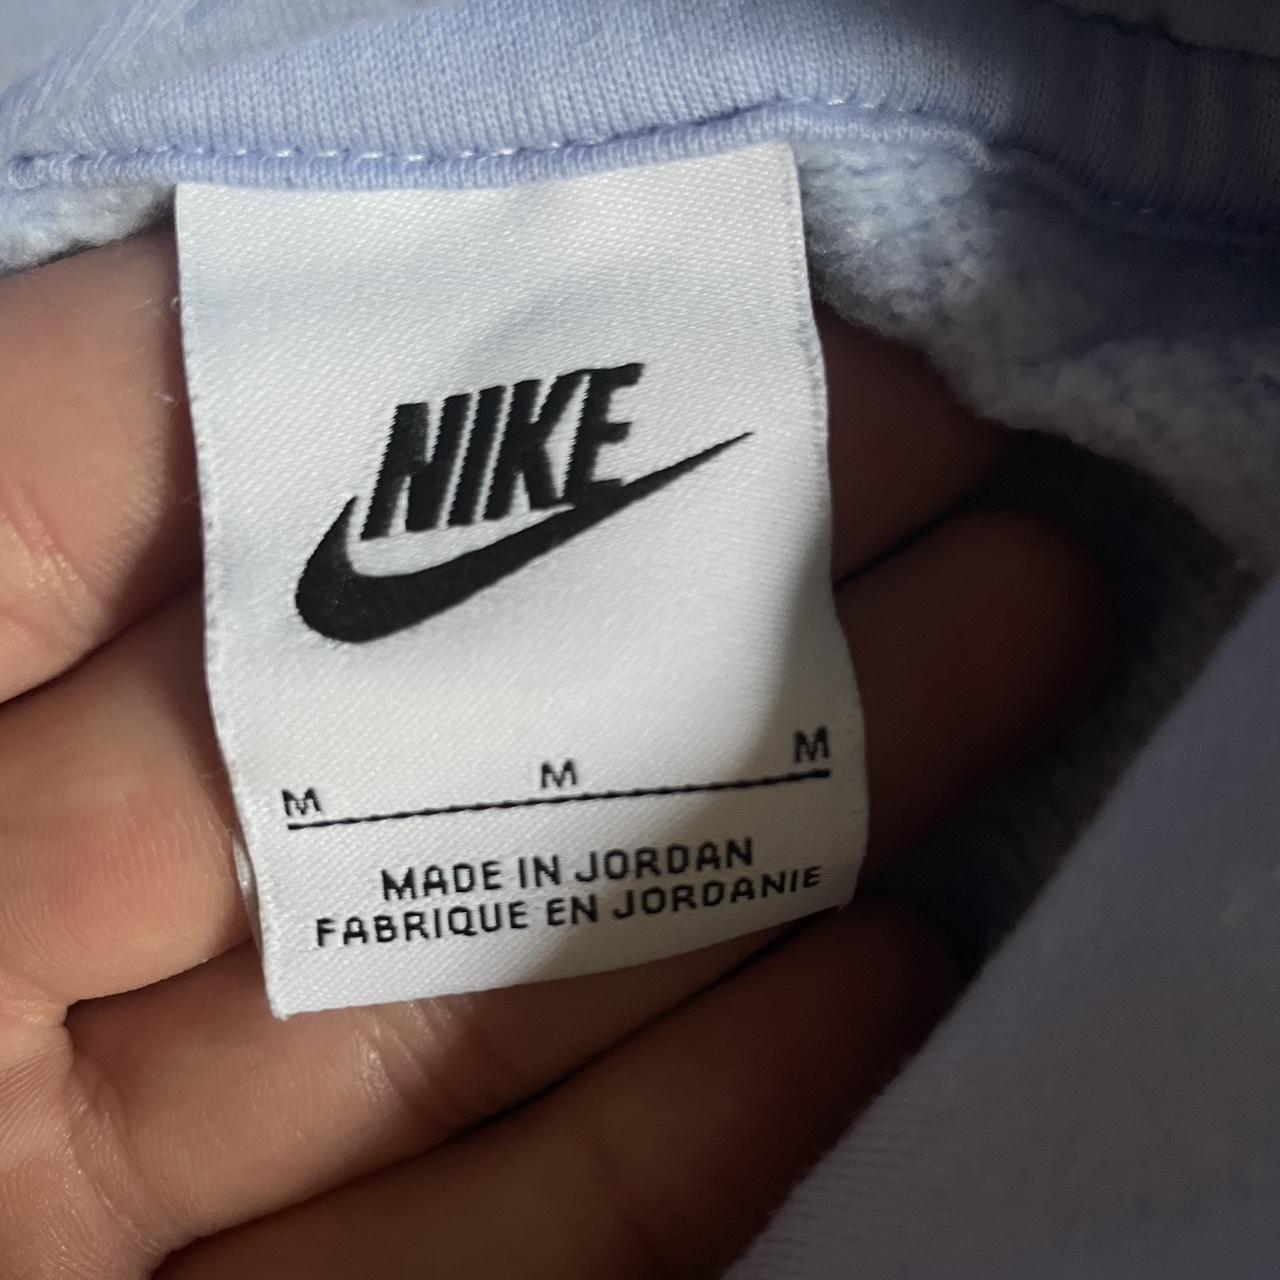 NIKE
M M M
MADE IN JORDAN
FABRIQUE EN JORDANIE